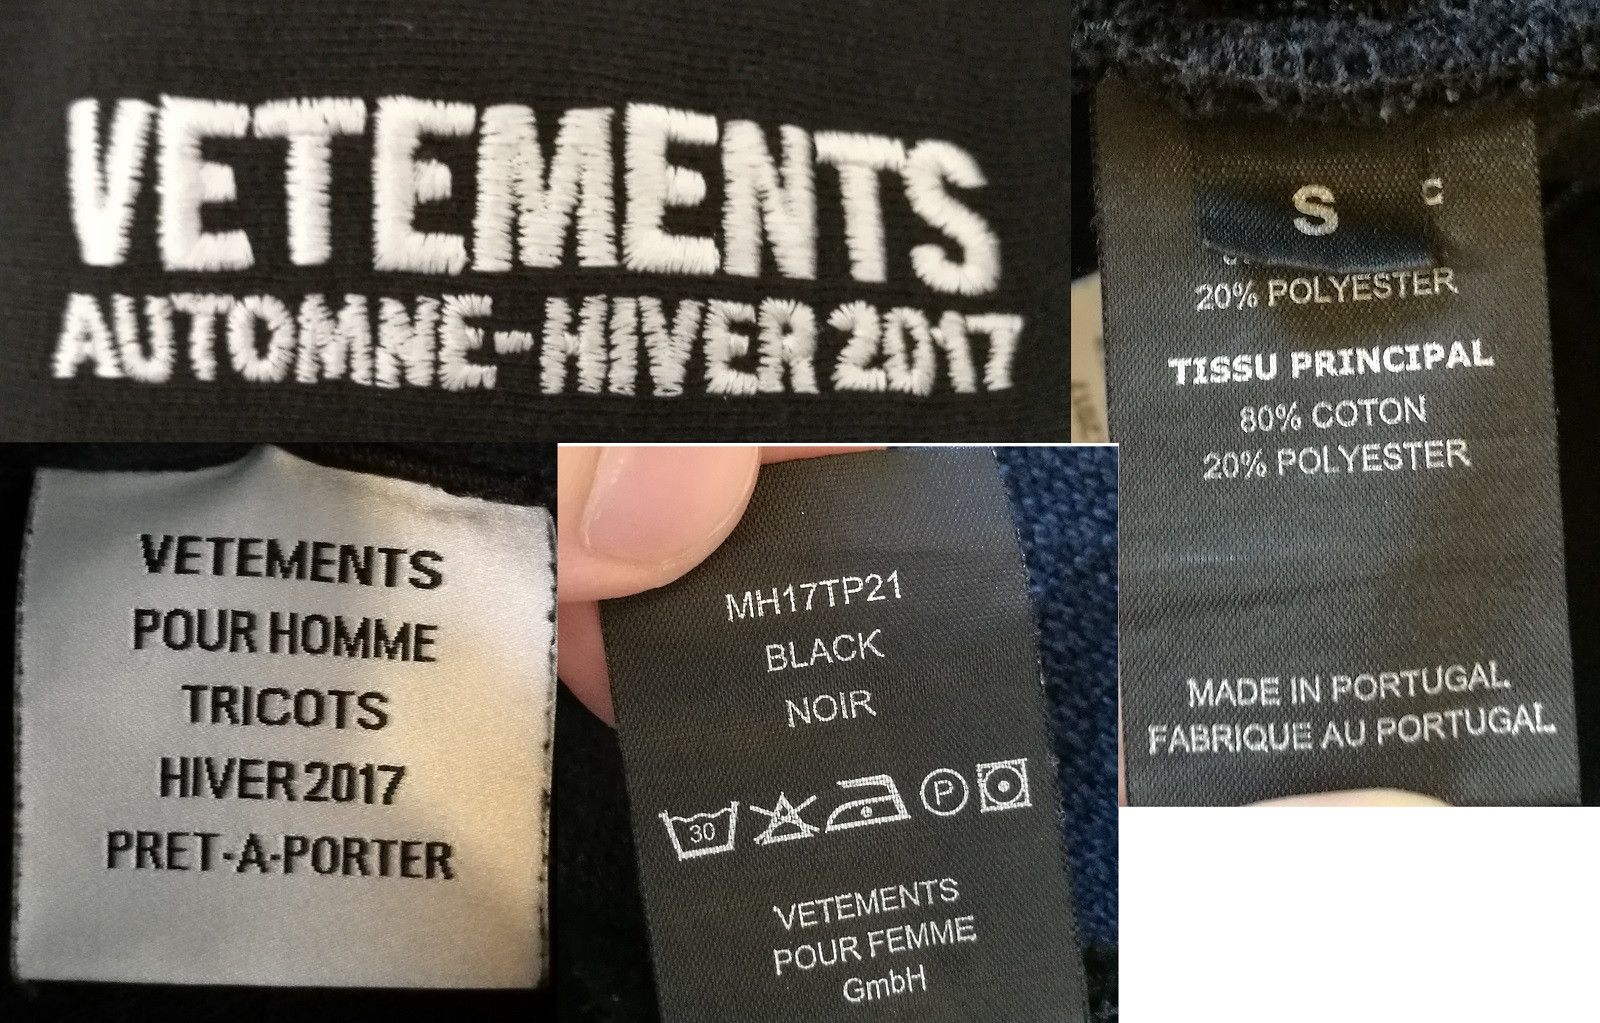 VETEMENTS
AUTOMNE-HIVER 2017
S
20% POLYESTER
TISSU PRINCIPAL
80% COTON
20% POLYESTER
MADE IN PORTUGAL
FABRIQUE AU PORTUGAL
VETEMENTS
POUR HOMME
TRICOTS
HIVER 2017
PRET-A-PORTER
MH17TP21
BLACK
NOIR
30
P
VETEMENTS
POUR FEMME
GmbH